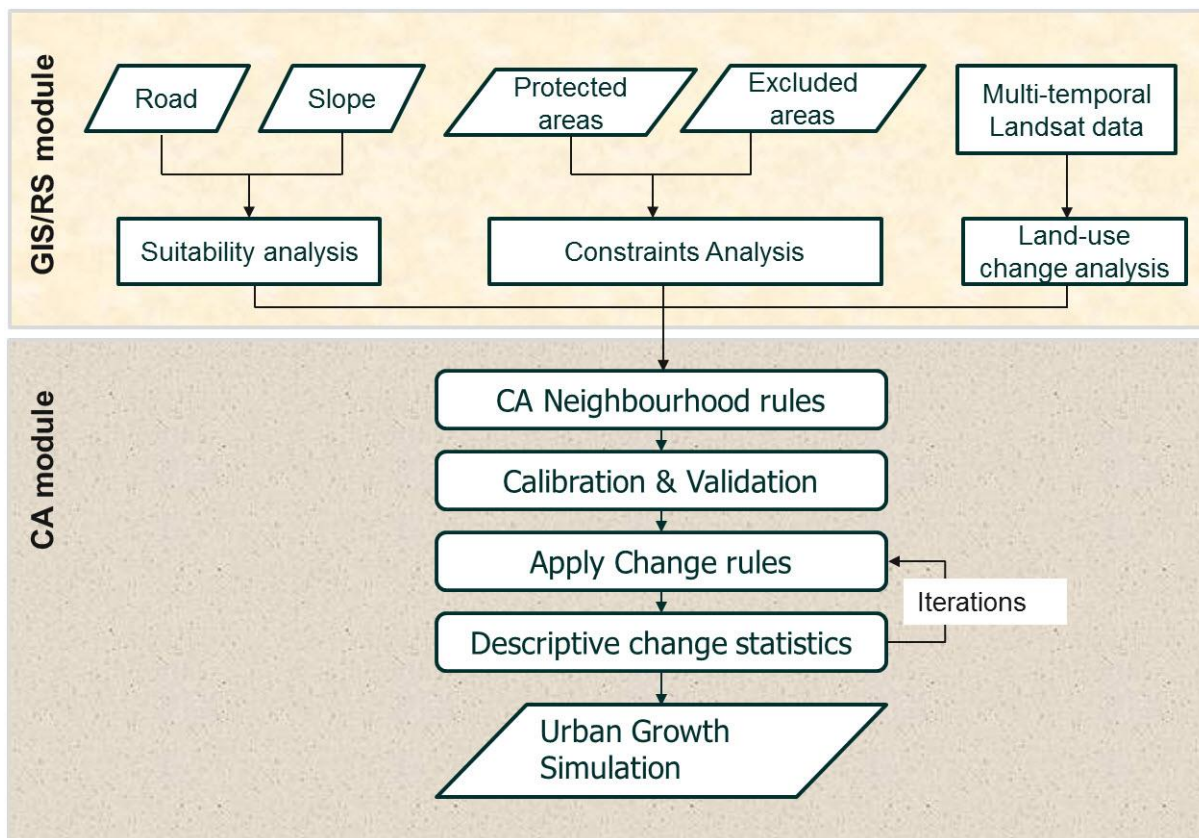 GIS/RS module
Road
Slope
Protected
areas
Excluded
areas
Multi-temporal
Landsat data
Suitability analysis
Constraints Analysis
Land-use
change analysis
CA module
CA Neighbourhood rules
Calibration & Validation
Apply Change rules
Iterations
Descriptive change statistics
Urban Growth
Simulation